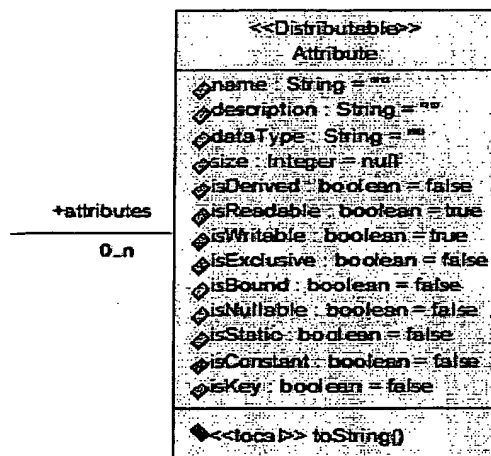 <<Distributable>>
Attribute
name : String = ""
description : String = ""
dataType : String = ""
size : Integer = null
isDerived : boolean = false
isReadable : boolean = true
isWritable : boolean = true
isExclusive : boolean = false
isBound : boolean = false
isNullable : boolean = false
isStatic : boolean = false
isConstant : boolean = false
isKey : boolean = false
<<local>> toString()
+attributes
0..n